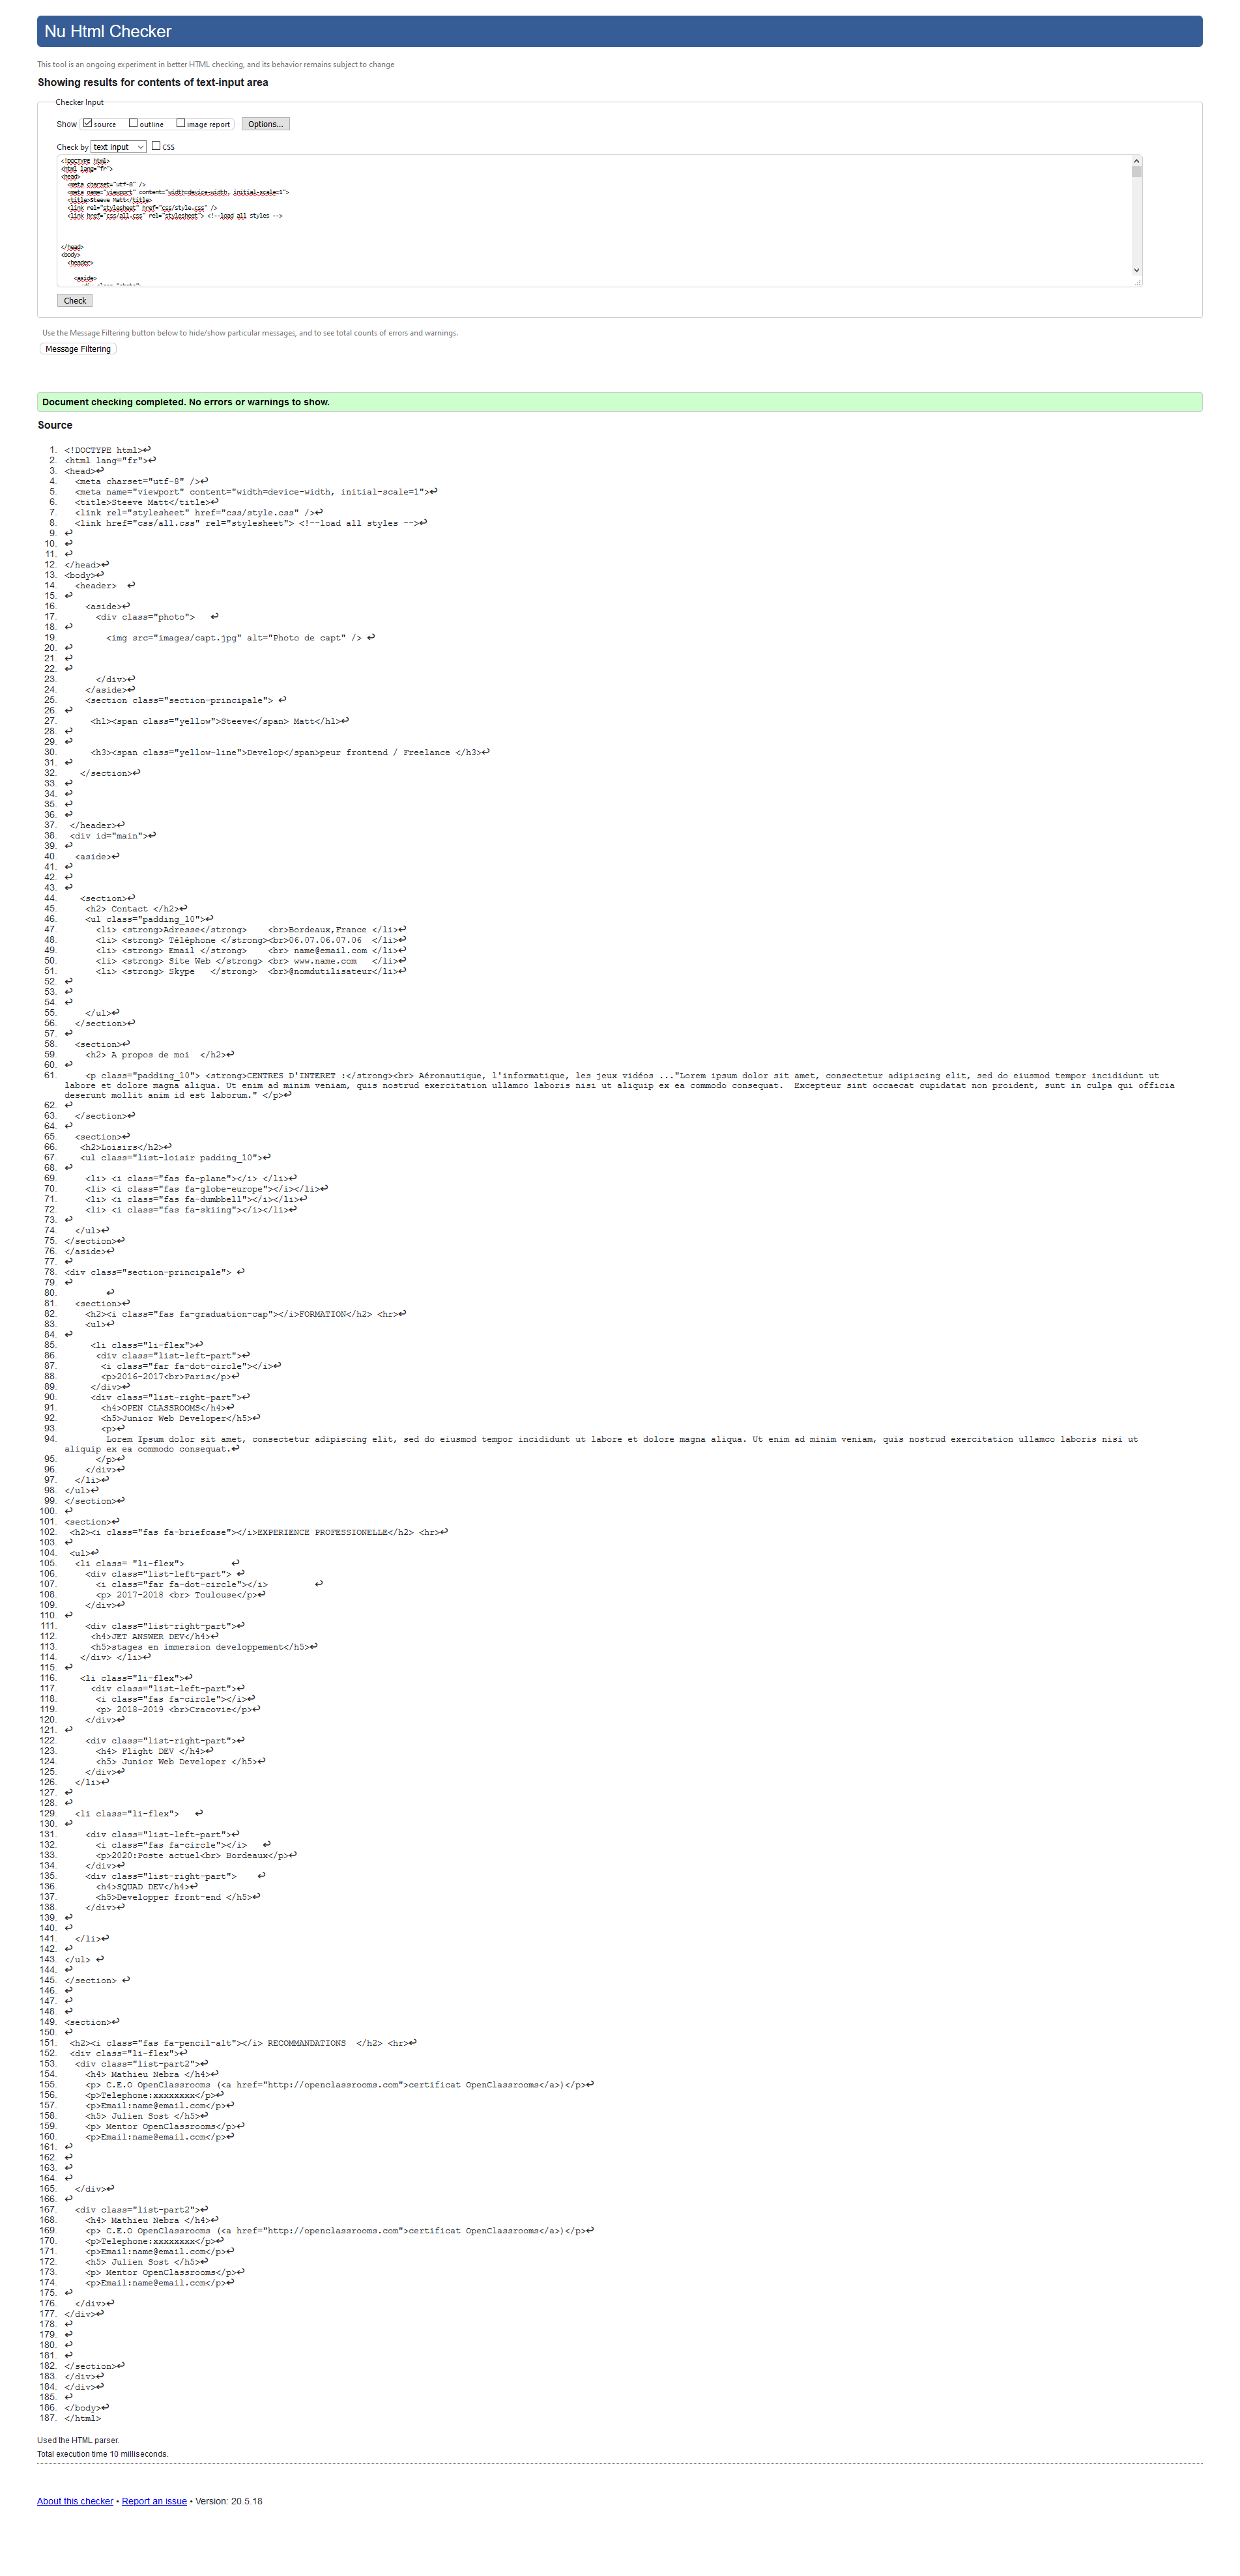 Nu Html Checker
This tool is an ongoing experiment in better HTML checking, and its behavior remains subject to change
Showing results for contents of text-input area
Checker Input
Show source outline image report Options...
Check by text input CSS
<!DOCTYPE html>
<html lang="fr">
<head>
<meta charset="utf-8" />
<meta name="viewport" content="width=device-width, initial-scale=1">
<title>Steeve Matt</title>
<link rel="stylesheet" href="css/style.css" />
<link href="css/all.css" rel="stylesheet"> <!--load all styles -->
</head>
<body>
<header>
<aside>
<div class="photo">
Check
Use the Message Filtering button below to hide/show particular messages, and to see total counts of errors and warnings.
Message Filtering
Document checking completed. No errors or warnings to show.
Source
1. <!DOCTYPE html>↩
2. <html lang="fr">↩
3. <head>↩
4. <meta charset="utf-8" />↩
5. <meta name="viewport" content="width=device-width, initial-scale=1">↩
6. <title>Steeve Matt</title>↩
7. <link rel="stylesheet" href="css/style.css" />↩
8. <link href="css/all.css" rel="stylesheet"> <!--load all styles -->↩
9. ↩
10. ↩
11. ↩
12. </head>↩
13. <body>↩
14. <header> ↩
15. ↩
16. <aside>↩
17. <div class="photo"> ↩
18. ↩
19. <img src="images/capt.jpg" alt="Photo de capt" /> ↩
20. ↩
21. ↩
22. ↩
23. </div>↩
24. </aside>↩
25. <section class="section-principale"> ↩
26. ↩
27. <h1><span class="yellow">Steeve</span> Matt</h1>↩
28. ↩
29. ↩
30. <h3><span class="yellow-line">Develop</span>peur frontend / Freelance </h3>↩
31. ↩
32. </section>↩
33. ↩
34. ↩
35. ↩
36. ↩
37. </header>↩
38. <div id="main">↩
39. ↩
40. <aside>↩
41. ↩
42. ↩
43. ↩
44. <section>↩
45. <h2> Contact </h2>↩
46. <ul class="padding_10">↩
47. <li> <strong>Adresse</strong> <br>Bordeaux,France </li>↩
48. <li> <strong> Téléphone </strong><br>06.07.06.07.06 </li>↩
49. <li> <strong> Email </strong> <br> name@email.com </li>↩
50. <li> <strong> Site Web </strong> <br> www.name.com </li>↩
51. <li> <strong> Skype </strong> <br>@nomdutilisateur</li>↩
52. ↩
53. ↩
54. ↩
55. </ul>↩
56. </section>↩
57. ↩
58. <section>↩
59. <h2> A propos de moi </h2>↩
60. ↩
61. <p class="padding_10"> <strong>CENTRES D'INTERET :</strong><br> Aéronautique, l'informatique, les jeux vidéos ..."Lorem ipsum dolor sit amet, consectetur adipiscing elit, sed do eiusmod tempor incididunt ut
labore et dolore magna aliqua. Ut enim ad minim veniam, quis nostrud exercitation ullamco laboris nisi ut aliquip ex ea commodo consequat. Excepteur sint occaecat cupidatat non proident, sunt in culpa qui officia
deserunt mollit anim id est laborum." </p>↩
62. ↩
63. </section>↩
64. ↩
65. <section>↩
66. <h2>Loisirs</h2>↩
67. <ul class="list-loisir padding_10">↩
68. ↩
69. <li> <i class="fas fa-plane"></i> </li>↩
70. <li> <i class="fas fa-globe-europe"></i></li>↩
71. <li> <i class="fas fa-dumbbell"></i></li>↩
72. <li> <i class="fas fa-skiing"></i></li>↩
73. ↩
74. </ul>↩
75. </section>↩
76. </aside>↩
77. ↩
78. <div class="section-principale"> ↩
79. ↩
80. ↩
81. <section>↩
82. <h2><i class="fas fa-graduation-cap"></i>FORMATION</h2> <hr>↩
83. <ul>↩
84. ↩
85. <li class="li-flex">↩
86. <div class="list-left-part">↩
87. <i class="far fa-dot-circle"></i>↩
88. <p>2016-2017<br>Paris</p>↩
89. </div>↩
90. <div class="list-right-part">↩
91. <h4>OPEN CLASSROOMS</h4>↩
92. <h5>Junior Web Developer</h5>↩
93. <p>↩
94. Lorem Ipsum dolor sit amet, consectetur adipiscing elit, sed do eiusmod tempor incididunt ut labore et dolore magna aliqua. Ut enim ad minim veniam, quis nostrud exercitation ullamco laboris nisi ut
aliquip ex ea commodo consequat.↩
95. </p>↩
96. </div>↩
97. </li>↩
98. </ul>↩
99. </section>↩
100. ↩
101. <section>↩
102. <h2><i class="fas fa-briefcase"></i>EXPERIENCE PROFESSIONELLE</h2> <hr>↩
103. ↩
104. <ul>↩
105. <li class= "li-flex"> ↩
106. <div class="list-left-part"> ↩
107. <i class="far fa-dot-circle"></i> ↩
108. <p> 2017-2018 <br> Toulouse</p>↩
109. </div>↩
110. ↩
111. <div class="list-right-part">↩
112. <h4>JET ANSWER DEV</h4>↩
113. <h5>stages en immersion developpement</h5>↩
114. </div> </li>↩
115. ↩
116. <li class="li-flex">↩
117. <div class="list-left-part">↩
118. <i class="fas fa-circle"></i>↩
119. <p> 2018-2019 <br>Cracovie</p>↩
120. </div>↩
121. ↩
122. <div class="list-right-part">↩
123. <h4> Flight DEV </h4>↩
124. <h5> Junior Web Developer </h5>↩
125. </div>↩
126. </li>↩
127. ↩
128. ↩
129. <li class="li-flex"> ↩
130. ↩
131. <div class="list-left-part">↩
132. <i class="fas fa-circle"></i> ↩
133. <p>2020:Poste actuel<br> Bordeaux</p>↩
134. </div>↩
135. <div class="list-right-part"> ↩
136. <h4>SQUAD DEV</h4>↩
137. <h5>Developper front-end </h5>↩
138. </div>↩
139. ↩
140. ↩
141. </li>↩
142. ↩
143. </ul> ↩
144. ↩
145. </section> ↩
146. ↩
147. ↩
148. ↩
149. <section>↩
150. ↩
151. <h2><i class="fas fa-pencil-alt"></i> RECOMMANDATIONS </h2> <hr>↩
152. <div class="li-flex">↩
153. <div class="list-part2">↩
154. <h4> Mathieu Nebra </h4>↩
155. <p> C.E.O OpenClassrooms (<a href="http://openclassrooms.com">certificat OpenClassrooms</a>)</p>↩
156. <p>Telephone:xxxxxxxx</p>↩
157. <p>Email:name@email.com</p>↩
158. <h5> Julien Sost </h5>↩
159. <p> Mentor OpenClassrooms</p>↩
160. <p>Email:name@email.com</p>↩
161. ↩
162. ↩
163. ↩
164. ↩
165. </div>↩
166. ↩
167. <div class="list-part2">↩
168. <h4> Mathieu Nebra </h4>↩
169. <p> C.E.O OpenClassrooms (<a href="http://openclassrooms.com">certificat OpenClassrooms</a>)</p>↩
170. <p>Telephone:xxxxxxxx</p>↩
171. <p>Email:name@email.com</p>↩
172. <h5> Julien Sost </h5>↩
173. <p> Mentor OpenClassrooms</p>↩
174. <p>Email:name@email.com</p>↩
175. ↩
176. </div>↩
177. </div>↩
178. ↩
179. ↩
180. ↩
181. ↩
182. </section>↩
183. </div>↩
184. </div>↩
185. ↩
186. </body>↩
187. </html>
Used the HTML parser.
Total execution time 10 milliseconds.
About this checker • Report an issue • Version: 20.5.18